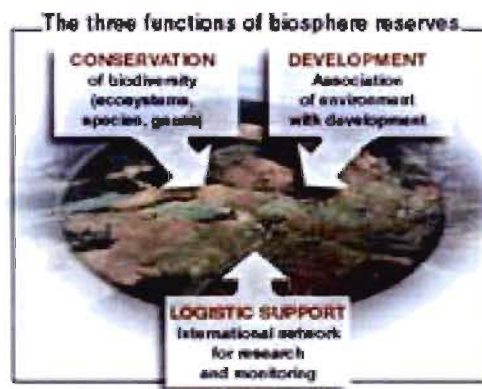 The three functions of biosphere reserves
CONSERVATION
of biodiversity
(ecosystems,
species, genes)
DEVELOPMENT
Association
of environment
with development
LOGISTIC SUPPORT
International network
for research
and monitoring